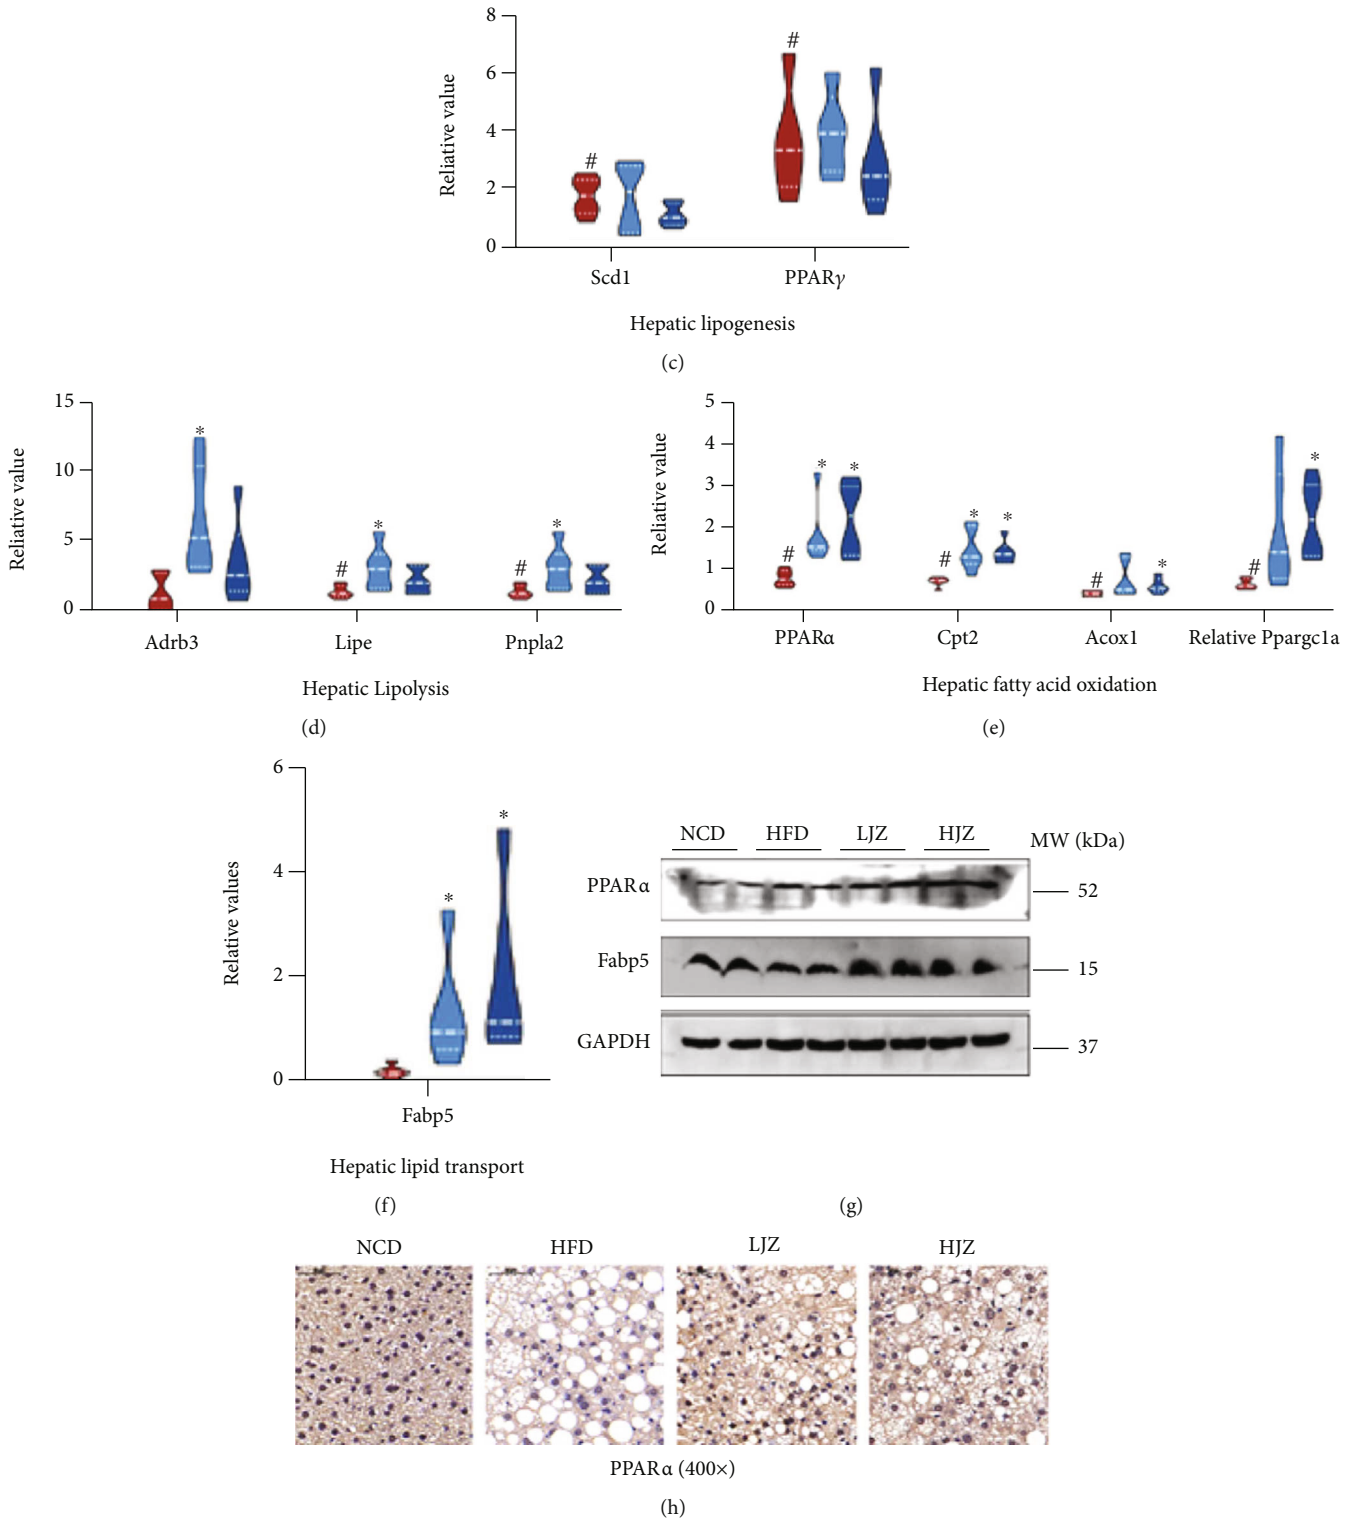 8
6
4
2
0
Reliative value
#
#
Scd1 PPARγ
Hepatic lipogenesis
(c)
15
10
5
0
Reliative value
*
#
*
#
*
Adrb3 Lipe Pnpla2
Hepatic Lipolysis
(d)
5
4
3
2
1
0
Reliative value
#
*
*
#
*
*
#
*
#
*
PPARα Cpt2 Acox1 Relative Ppargc1a
Hepatic fatty acid oxidation
(e)
6
4
2
0
Relative values
*
*
Fabp5
Hepatic lipid transport
(f)
NCD HFD LJZ HJZ MW (kDa)
PPARα 52
Fabp5 15
GAPDH 37
(g)
NCD HFD LJZ HJZ
PPARα (400×)
(h)